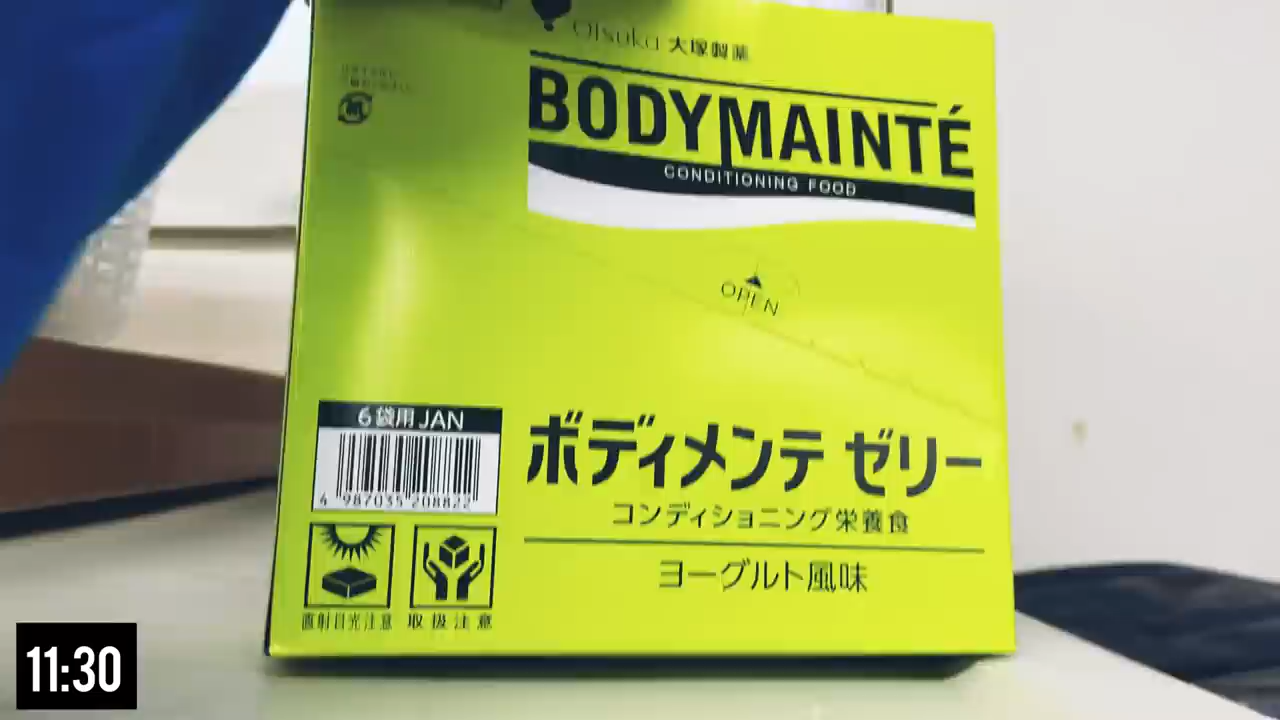 Otsuka 大塚製薬
BODYMAINTÉ
CONDITIONING FOOD
OPEN
6袋用JAN
4 987035 208822
ボディメンテ ゼリー
コンディショニング栄養食
ヨーグルト風味
直射日光注意 取扱注意
11:30